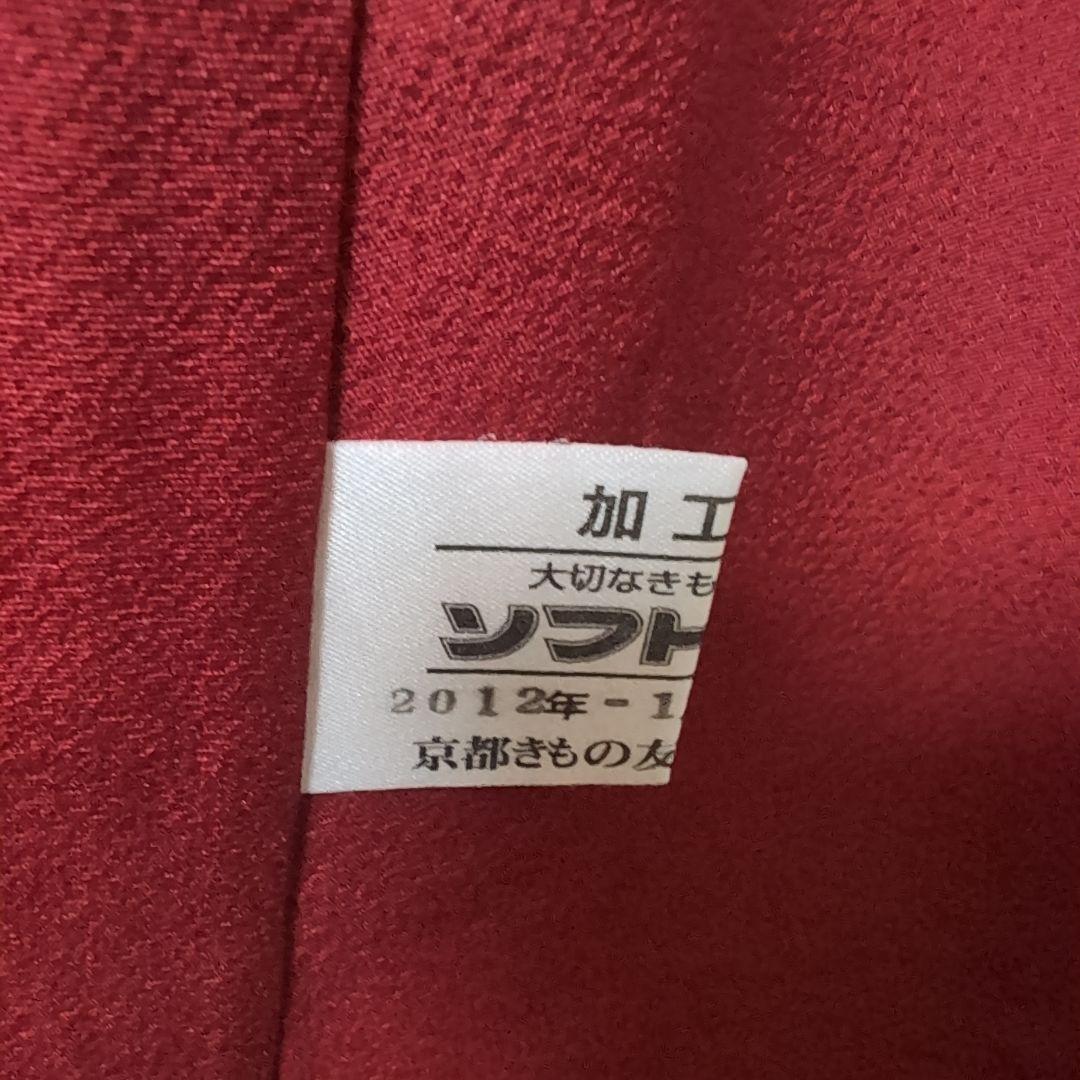 加工
大切なきも
ソフト
2012年-1
京都きもの友